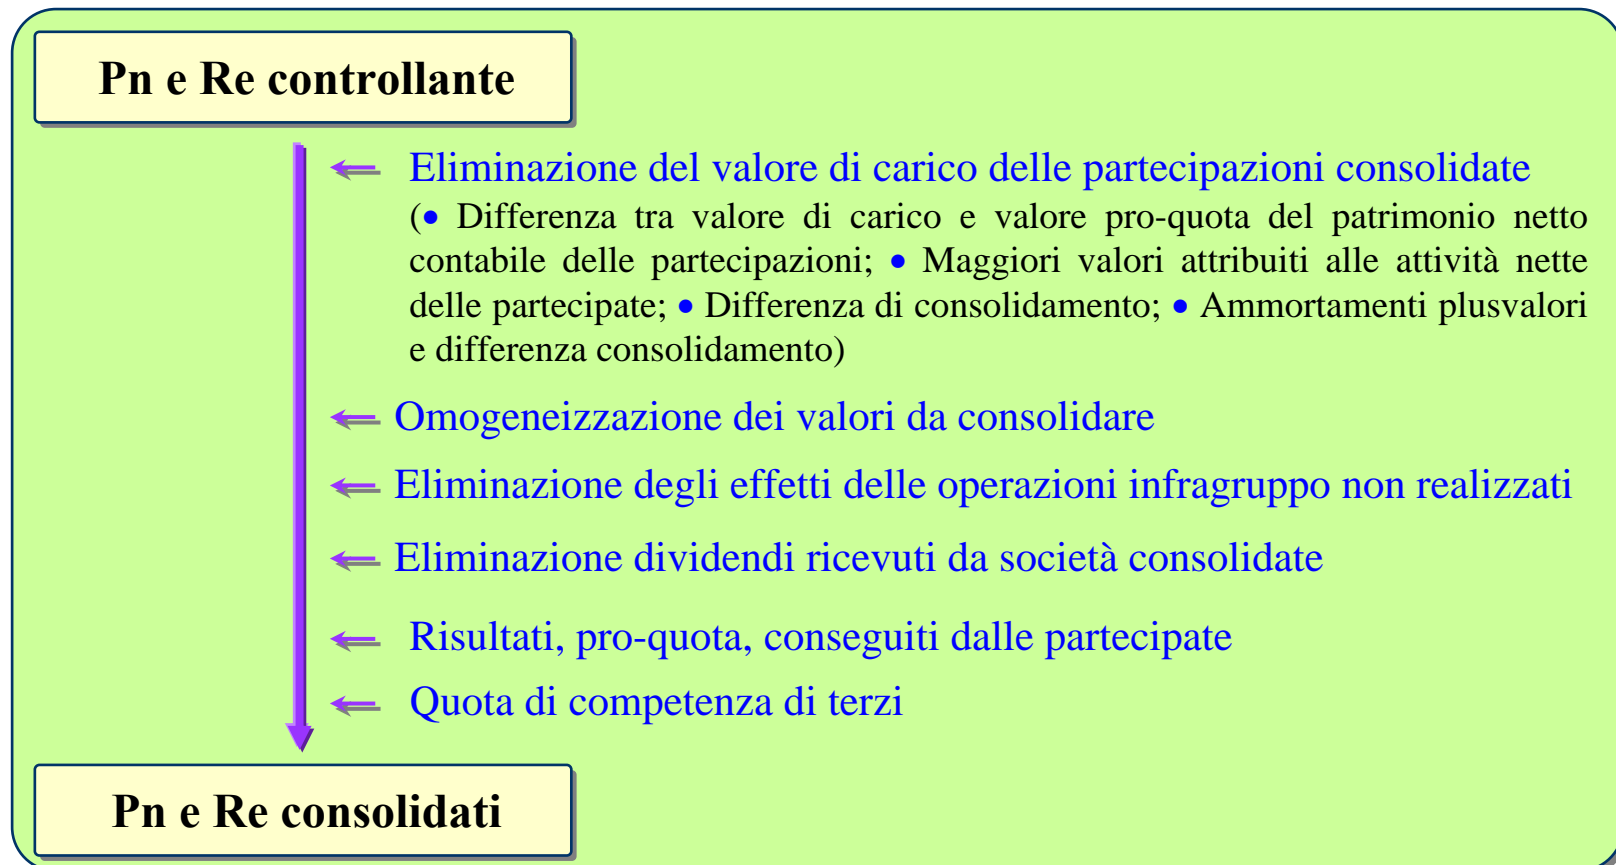 Pn e Re controllante
Eliminazione del valore di carico delle partecipazioni consolidate
(• Differenza tra valore di carico e valore pro-quota del patrimonio netto
contabile delle partecipazioni; • Maggiori valori attribuiti alle attività nette
delle partecipate; • Differenza di consolidamento; • Ammortamenti plusvalori
e differenza consolidamento)
Omogeneizzazione dei valori da consolidare
Eliminazione degli effetti delle operazioni infragruppo non realizzati
Eliminazione dividendi ricevuti da società consolidate
Risultati, pro-quota, conseguiti dalle partecipate
Quota di competenza di terzi
Pn e Re consolidati